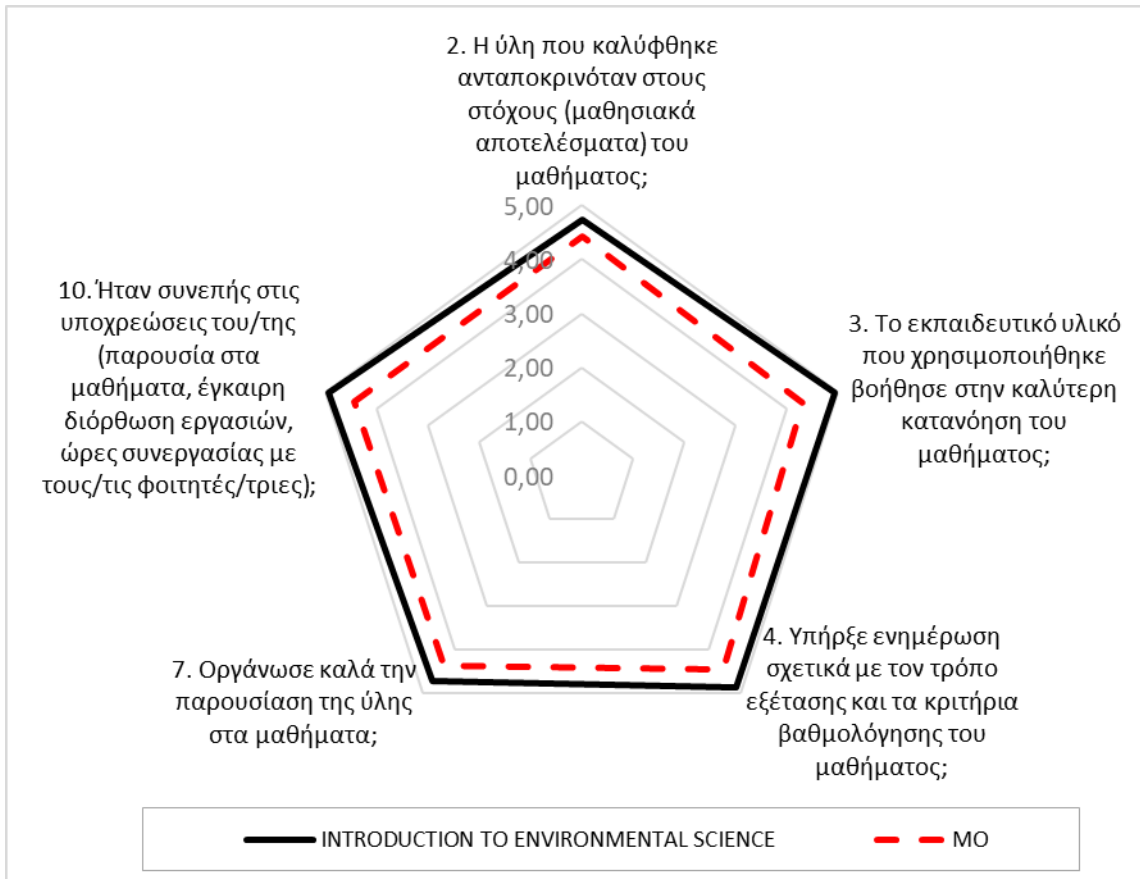 2. Η ύλη που καλύφθηκε
ανταποκρινόταν στους
στόχους (μαθησιακά
αποτελέσματα) του
μαθήματος;
5,00
4,00
3,00
2,00
1,00
0,00
3. Το εκπαιδευτικό υλικό
που χρησιμοποιήθηκε
βοήθησε στην καλύτερη
κατανόηση του
μαθήματος;
4. Υπήρξε ενημέρωση
σχετικά με τον τρόπο
εξέτασης και τα κριτήρια
βαθμολόγησης του
μαθήματος;
7. Οργάνωσε καλά την
παρουσίαση της ύλης
στα μαθήματα;
10. Ήταν συνεπής στις
υποχρεώσεις του/της
(παρουσία στα
μαθήματα, έγκαιρη
διόρθωση εργασιών,
ώρες συνεργασίας με
τους/τις φοιτητές/τριες);
INTRODUCTION TO ENVIRONMENTAL SCIENCE
ΜΟ